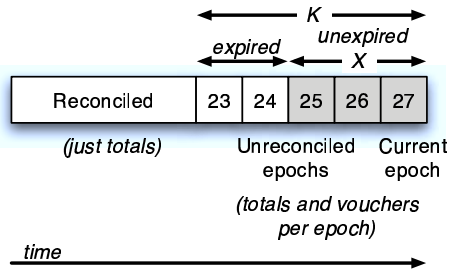 K
unexpired
expired
X
Reconciled 23 24 25 26 27
(just totals)
Unreconciled
epochs
Current
epoch
(totals and vouchers
per epoch)
time